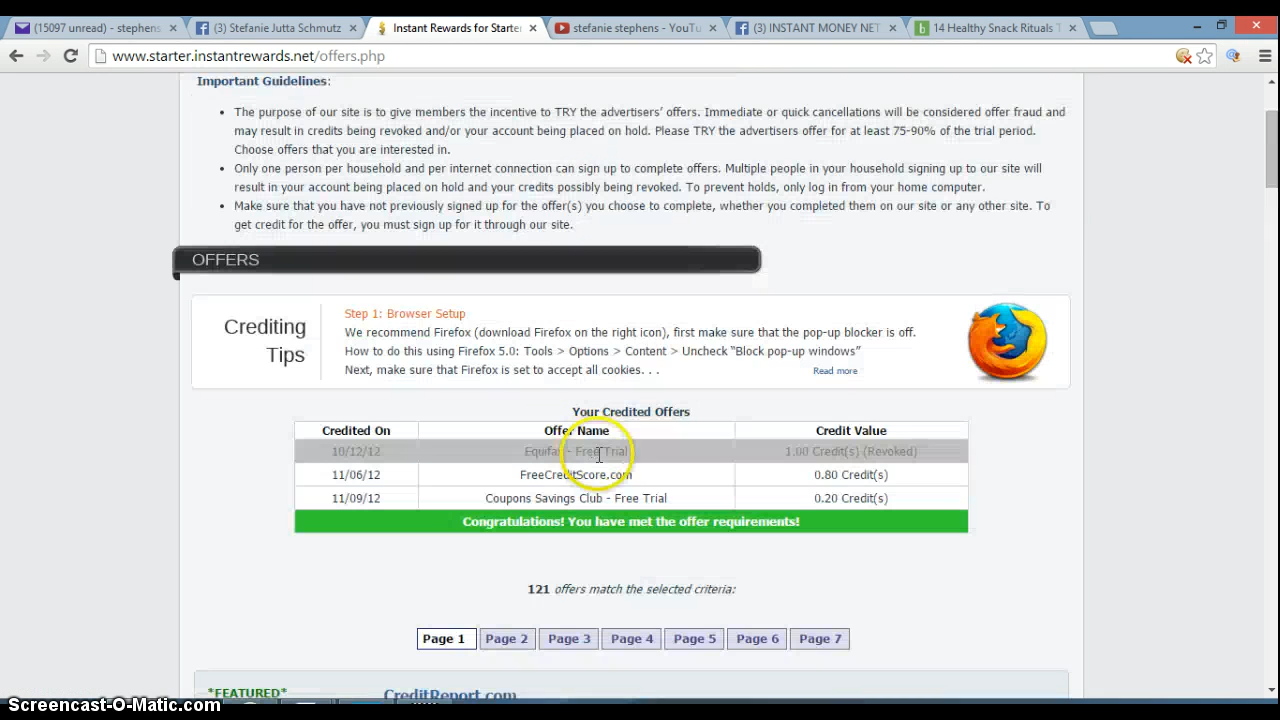 (15097 unread) - stephens
(3) Stefanie Jutta Schmutz
Instant Rewards for Starte
stefanie stephens - YouTu
(3) INSTANT MONEY NET
14 Healthy Snack Rituals T
www.starter.instantrewards.net/offers.php
Important Guidelines:
• The purpose of our site is to give members the incentive to TRY the advertisers' offers. Immediate or quick cancellations will be considered offer fraud and
may result in credits being revoked and/or your account being placed on hold. Please TRY the advertisers offer for at least 75-90% of the trial period.
Choose offers that you are interested in.
• Only one person per household and per internet connection can sign up to complete offers. Multiple people in your household signing up to our site will
result in your account being placed on hold and your credits possibly being revoked. To prevent holds, only log in from your home computer.
• Make sure that you have not previously signed up for the offer(s) you choose to complete, whether you completed them on our site or any other site. To
get credit for the offer, you must sign up for it through our site.
OFFERS
Crediting
Tips
Step 1: Browser Setup
We recommend Firefox (download Firefox on the right icon), first make sure that the pop-up blocker is off.
How to do this using Firefox 5.0: Tools > Options > Content > Uncheck "Block pop-up windows"
Next, make sure that Firefox is set to accept all cookies. . .
Read more
Your Credited Offers
Credited On Offer Name Credit Value
10/12/12 Equifax - Free Trial 1.00 Credit(s) (Revoked)
11/06/12 FreeCreditScore.com 0.80 Credit(s)
11/09/12 Coupons Savings Club - Free Trial 0.20 Credit(s)
Congratulations! You have met the offer requirements!
121 offers match the selected criteria:
Page 1 Page 2 Page 3 Page 4 Page 5 Page 6 Page 7
*FEATURED*
CreditReport.com
Screencast-O-Matic.com